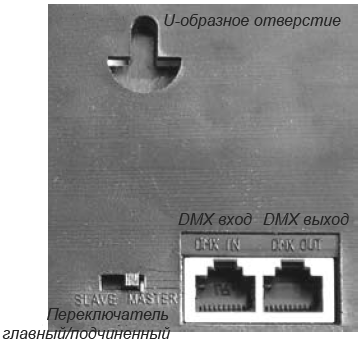 U-образное отверстие
DMX вход DMX выход
DMX IN DMX OUT
SLAVE MASTER
Переключатель
главный/подчиненный